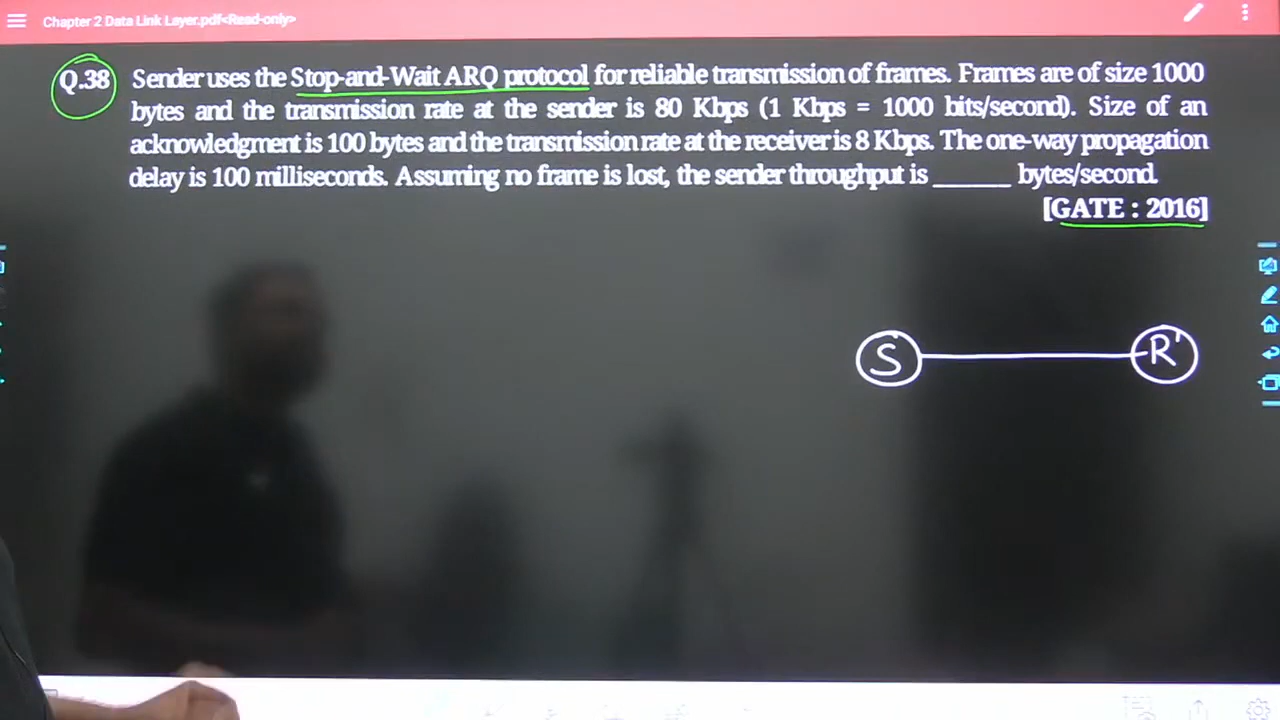 Chapter 2 Data Link Layer.pdf<Read-only>
Q.38 Sender uses the Stop-and-Wait ARQ protocol for reliable transmission of frames. Frames are of size 1000
bytes and the transmission rate at the sender is 80 Kbps (1 Kbps = 1000 bits/second). Size of an
acknowledgment is 100 bytes and the transmission rate at the receiver is 8 Kbps. The one-way propagation
delay is 100 milliseconds. Assuming no frame is lost, the sender throughput is ______ bytes/second.
[GATE : 2016]
S R